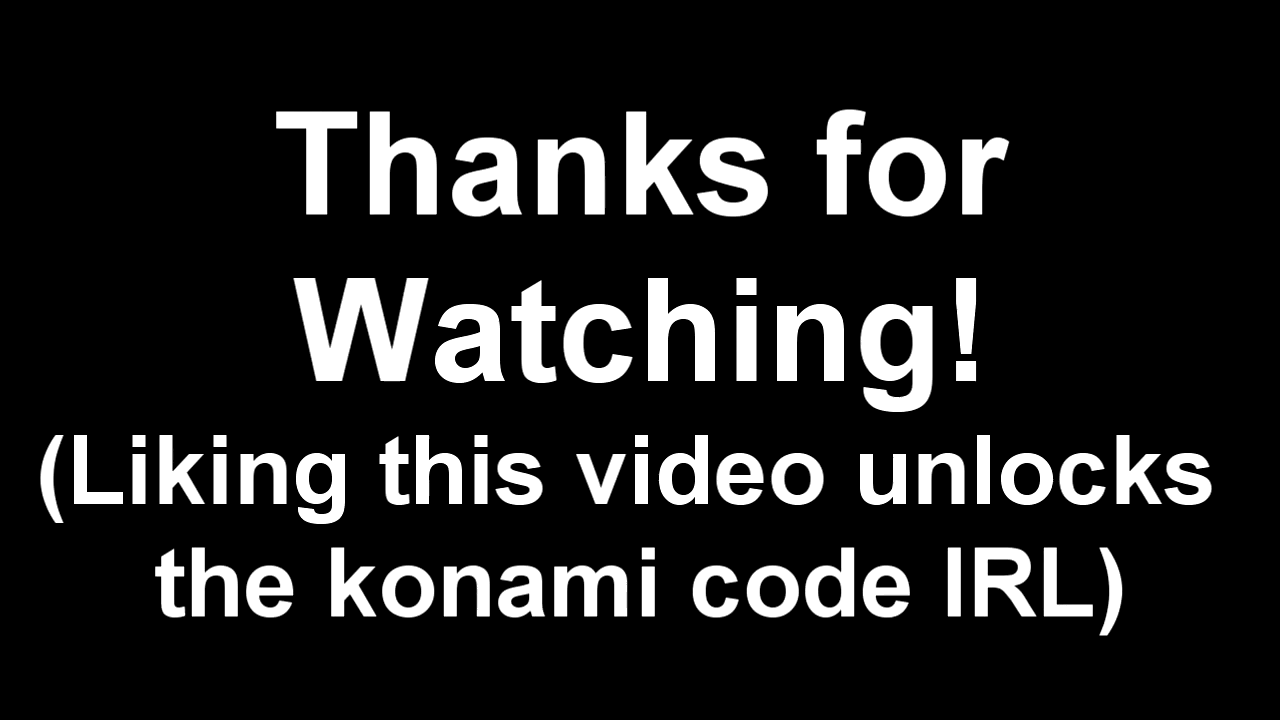 Thanks for
Watching!
(Liking this video unlocks
the konami code IRL)